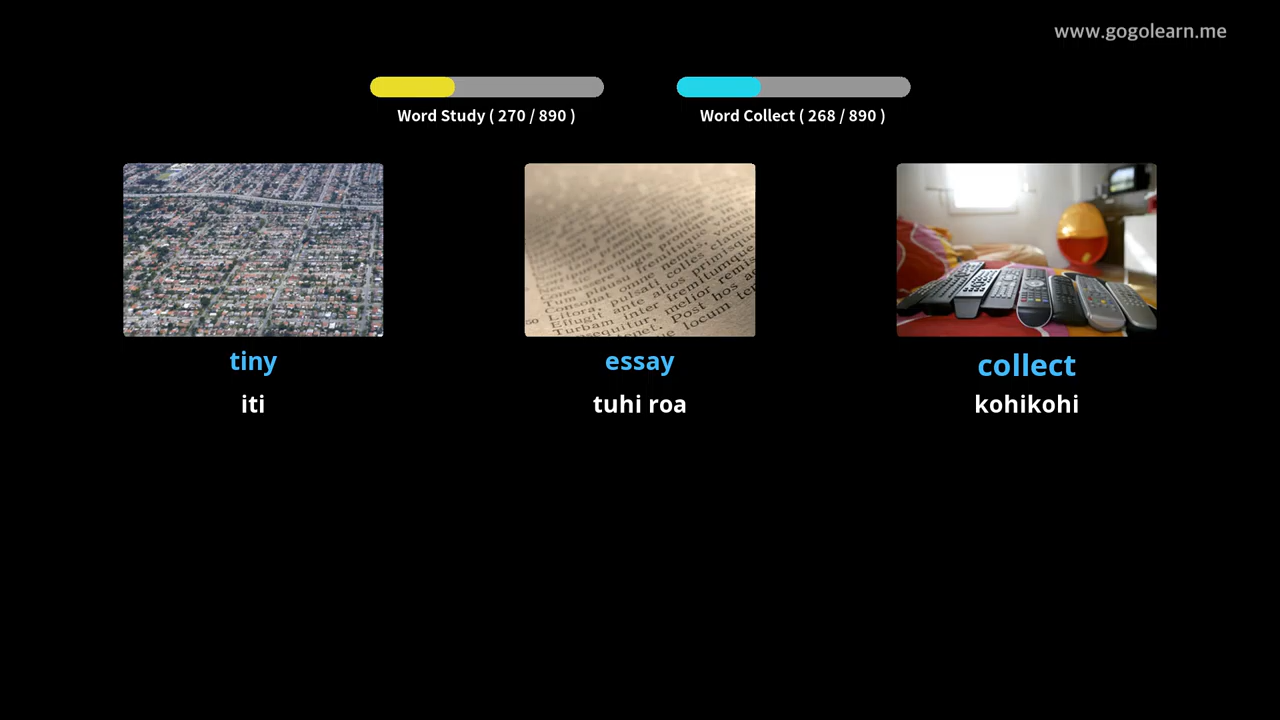 www.gogolearn.me
Word Study ( 270 / 890 )
Word Collect ( 268 / 890 )
tiny
essay
collect
iti
tuhi roa
kohikohi